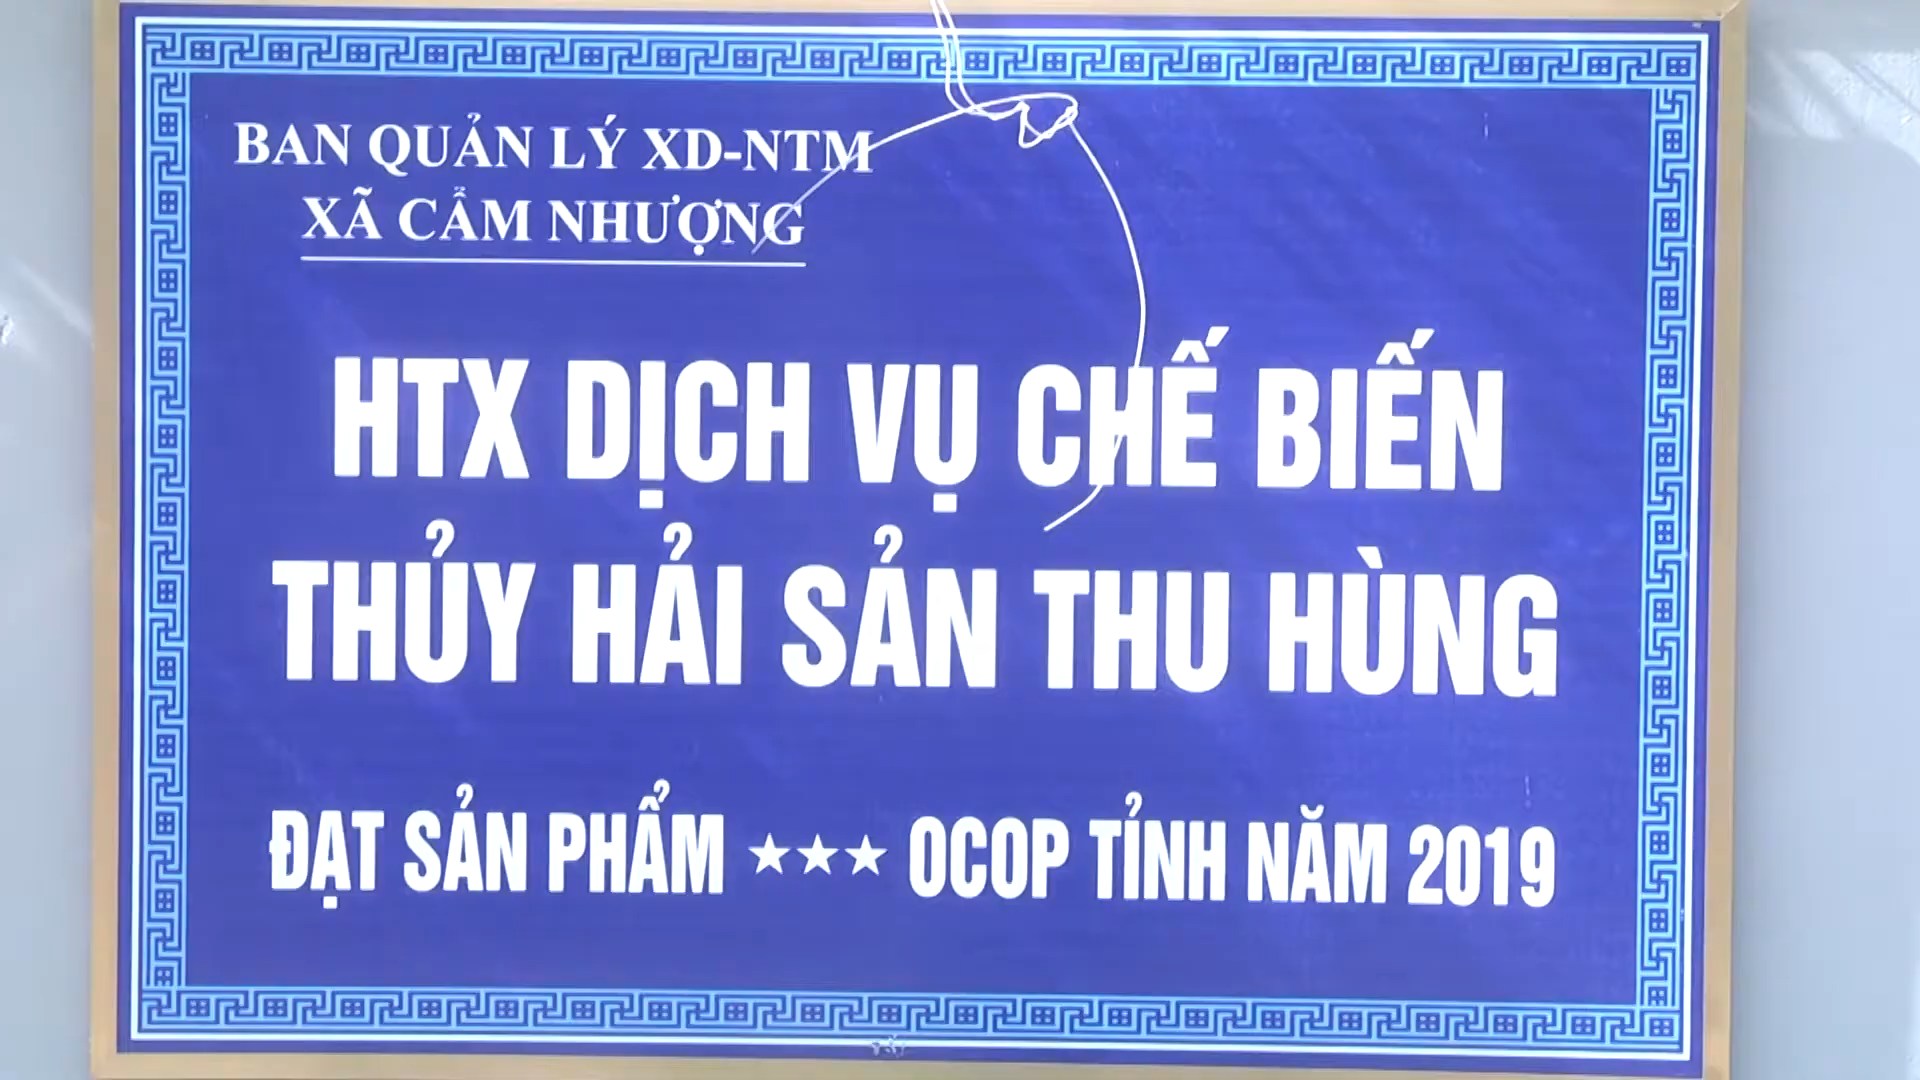 BAN QUẢN LÝ XD-NTM
XÃ CẨM NHƯỢNG
HTX DỊCH VỤ CHẾ BIẾN
THỦY HẢI SẢN THU HÙNG
ĐẠT SẢN PHẨM ★★★ OCOP TỈNH NĂM 2019